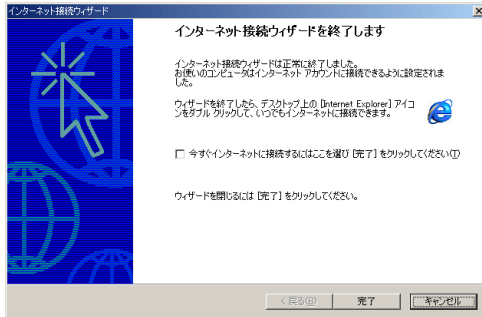 インターネット接続ウィザード
インターネット接続ウィザードを終了します
インターネット接続ウィザードは正常に終了しました。
お使いのコンピュータはインターネット アカウントに接続できるように設定されま
した。
ウィザードを終了したら、デスクトップ上の [Internet Explorer] アイコ
ンをダブル クリックして、いつでもインターネットに接続できます。
今すぐインターネットに接続するにはここを選び [完了] をクリックしてください(T)
ウィザードを閉じるには [完了] をクリックしてください。
< 戻る(B) 完了 キャンセル